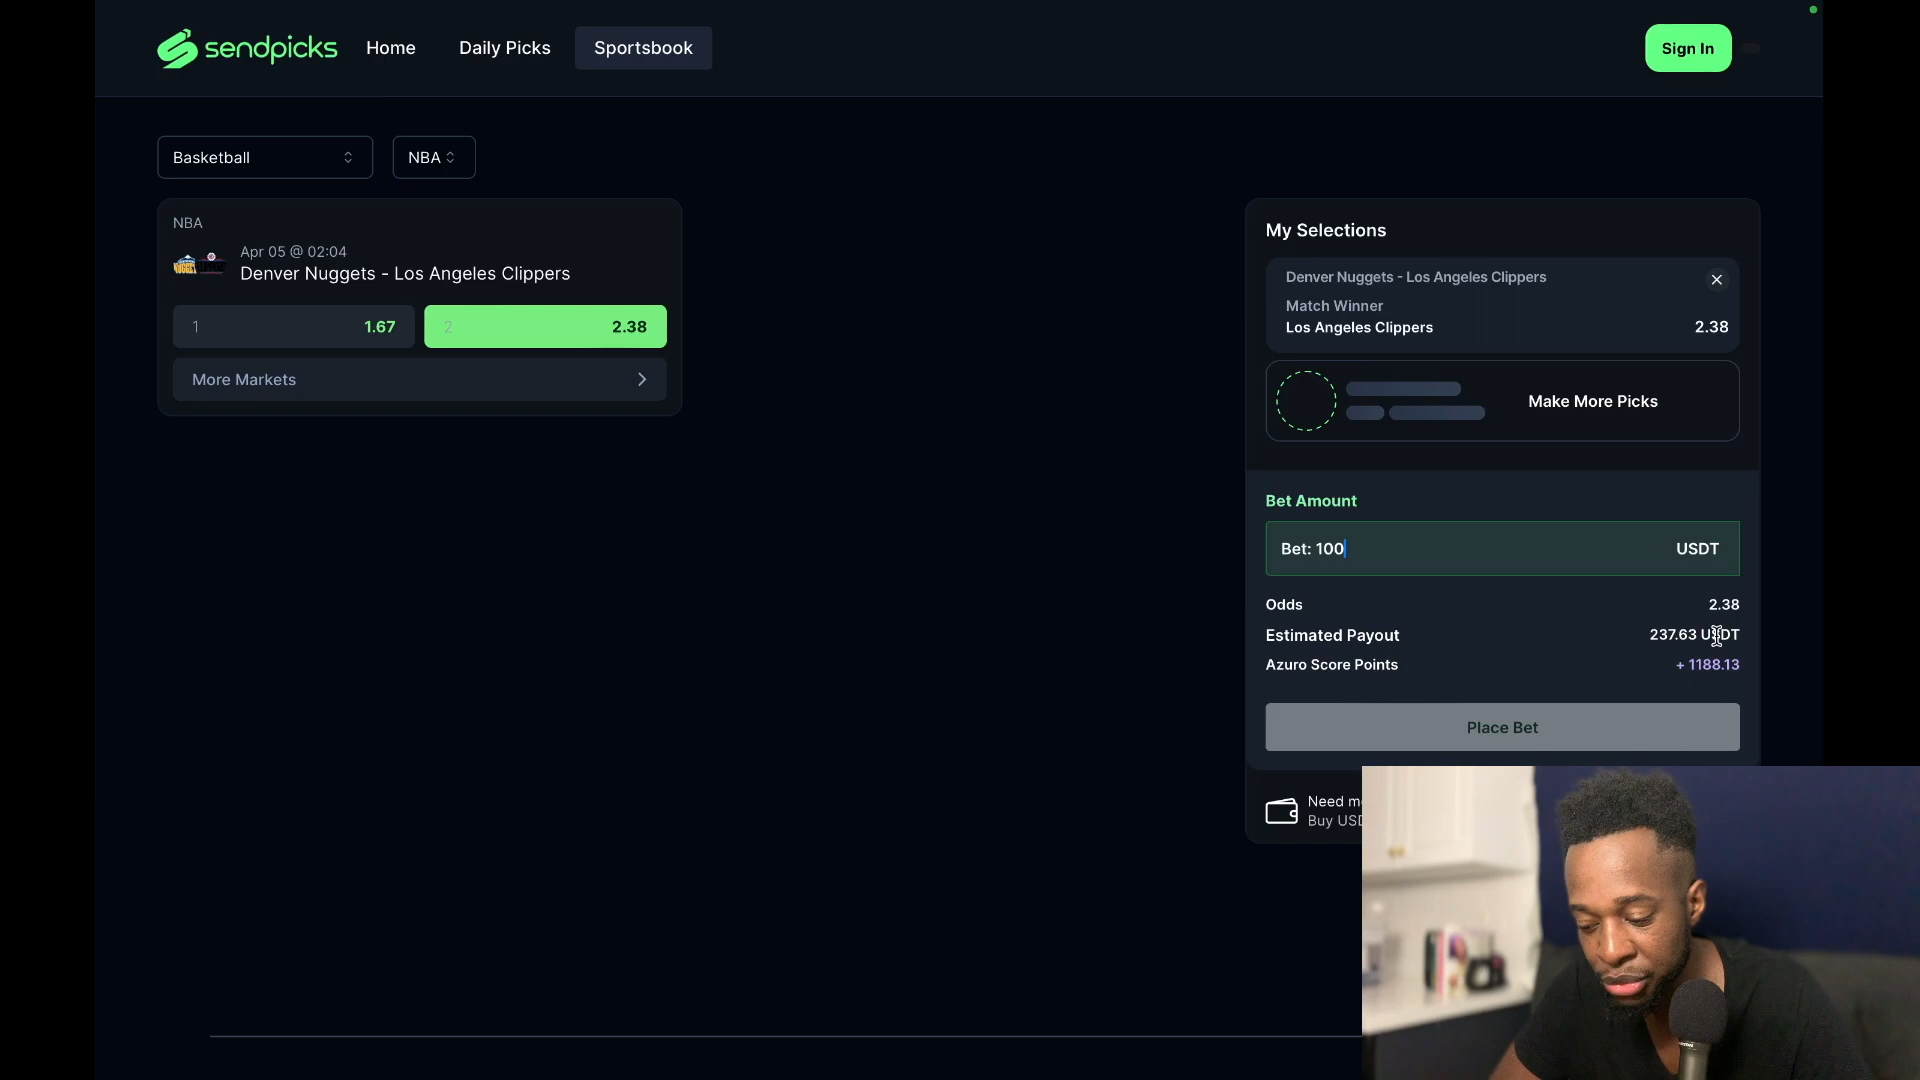 sendpicks
Home
Daily Picks
Sportsbook
Sign In
Basketball
NBA
NBA
Apr 05 @ 02:04
Denver Nuggets - Los Angeles Clippers
1
1.67
2
2.38
More Markets
My Selections
Denver Nuggets - Los Angeles Clippers
Match Winner
Los Angeles Clippers
2.38
Make More Picks
Bet Amount
Bet: 100
USDT
Odds
2.38
Estimated Payout
237.63 USDT
Azuro Score Points
+ 1188.13
Place Bet
Need
Buy